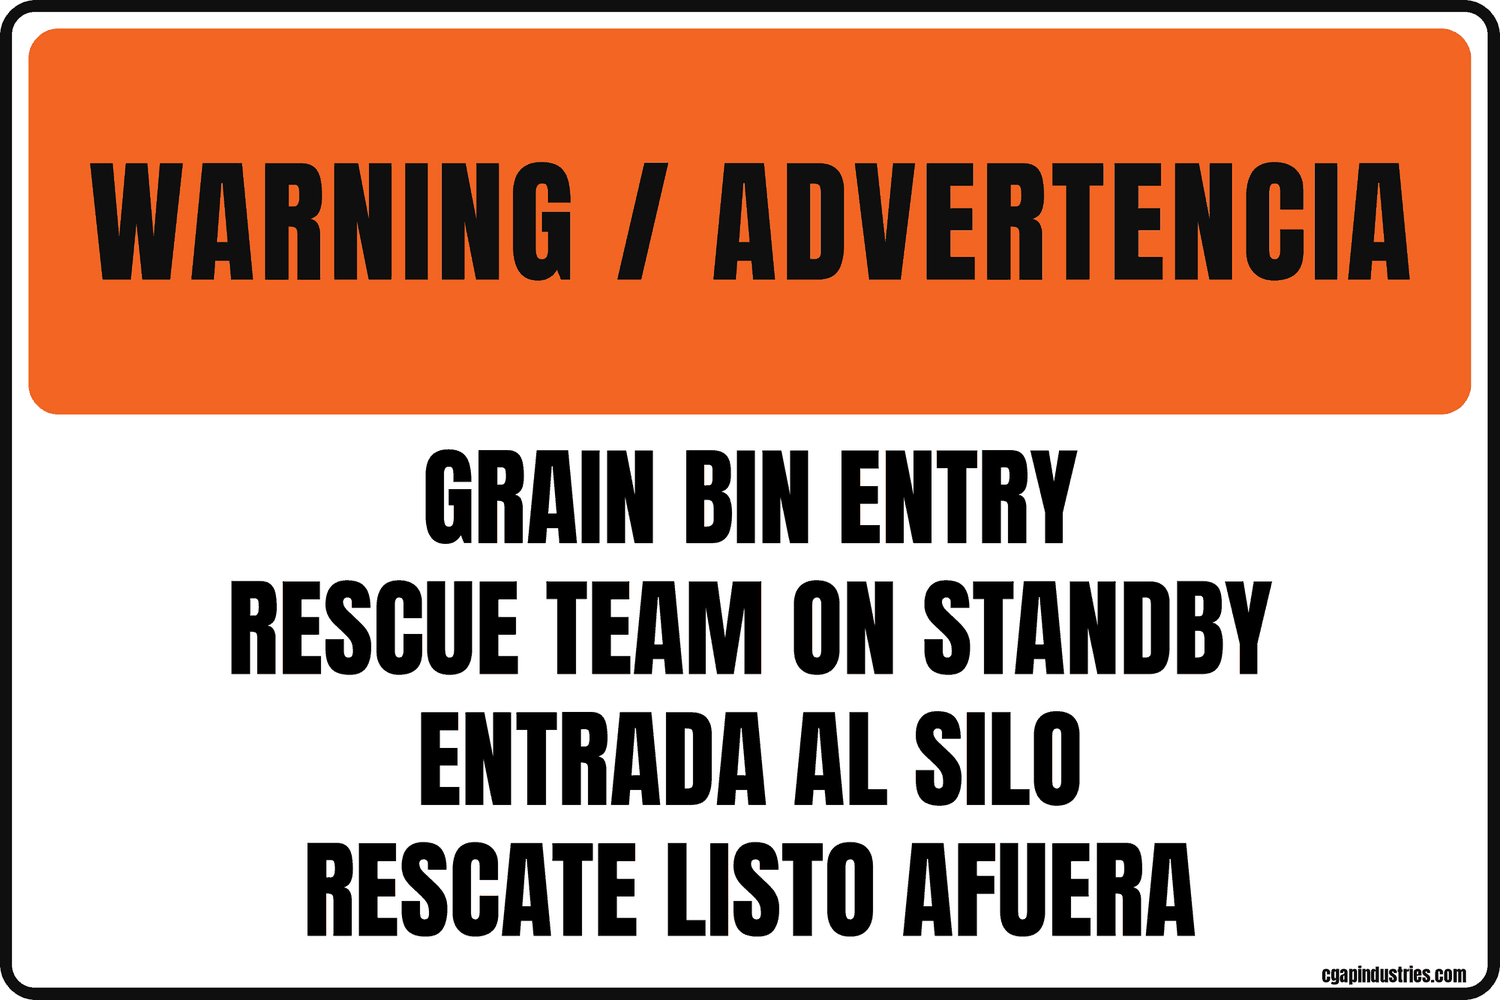 WARNING / ADVERTENCIA
GRAIN BIN ENTRY
RESCUE TEAM ON STANDBY
ENTRADA AL SILO
RESCATE LISTO AFUERA
cgapindustries.com